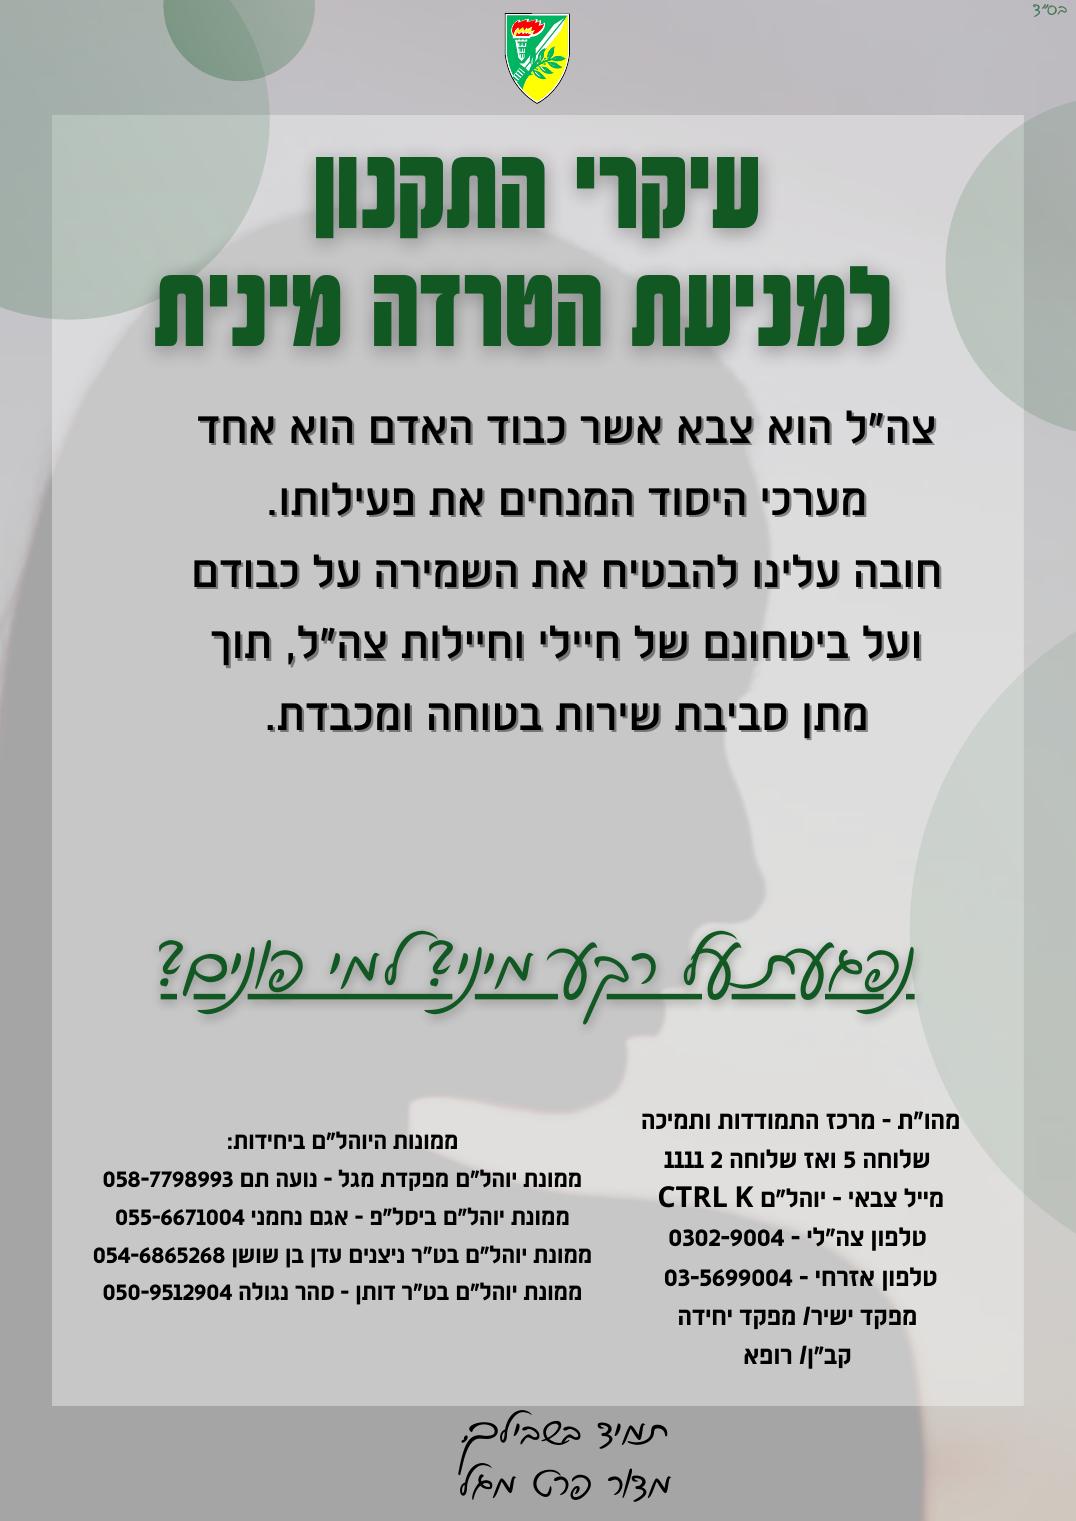 בס"ד
עיקרי התקנון
למניעת הטרדה מינית
צה"ל הוא צבא אשר כבוד האדם הוא אחד
מערכי היסוד המנחים את פעילותו.
חובה עלינו להבטיח את השמירה על כבודם
ועל ביטחונם של חיילי וחיילות צה"ל, תוך
מתן סביבת שירות בטוחה ומכבדת.
נפגעת על רקע מיני? למי פונים?
מהו"ת - מרכז התמודדות ותמיכה
שלוחה 5 ואז שלוחה 2 1111
מייל צבאי - יוהל"ם CTRL K
טלפון צה"לי - 0302-9004
טלפון אזרחי - 03-5699004
מפקד ישיר/ מפקד יחידה
קב"ן/ רופא
ממונות היוהל"ם ביחידות:
ממונת יוהל"ם מפקדת מגל - נועה תם 058-7798993
ממונת יוהל"ם ביסל"פ - אגם נחמני 055-6671004
ממונת יוהל"ם בט"ר ניצנים עדן בן שושן 054-6865268
ממונת יוהל"ם בט"ר דותן - סהר נגולה 050-9512904
תמיד בשבילכם,
מדור פרט מגל